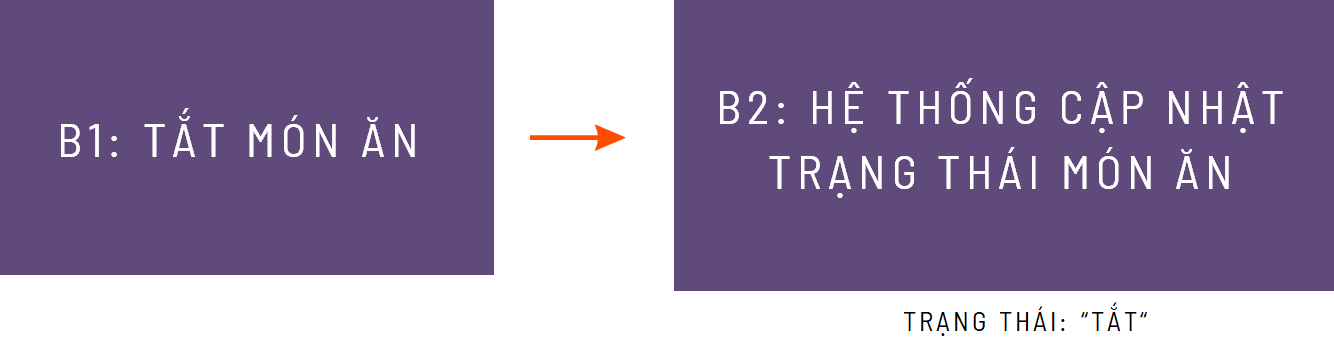 B1: TẮT MÓN ĂN
B2: HỆ THỐNG CẬP NHẬT
TRẠNG THÁI MÓN ĂN
TRẠNG THÁI: “TẮT“